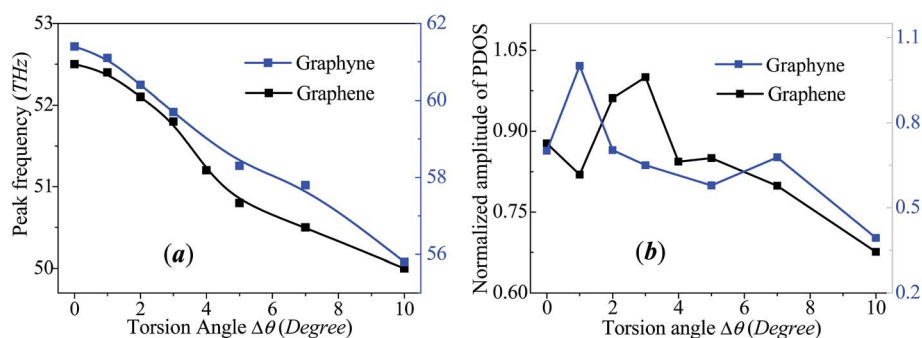 53
52
51
50
Peak frequency (THz)
62
60
58
56
Graphyne
Graphene
(a)
0 2 4 6 8 10
Torsion Angle Δθ (Degree)
1.05
0.90
0.75
0.60
Normalized amplitude of PDOS
1.1
0.8
0.5
0.2
Graphyne
Graphene
(b)
0 2 4 6 8 10
Torsion angle Δθ (Degree)